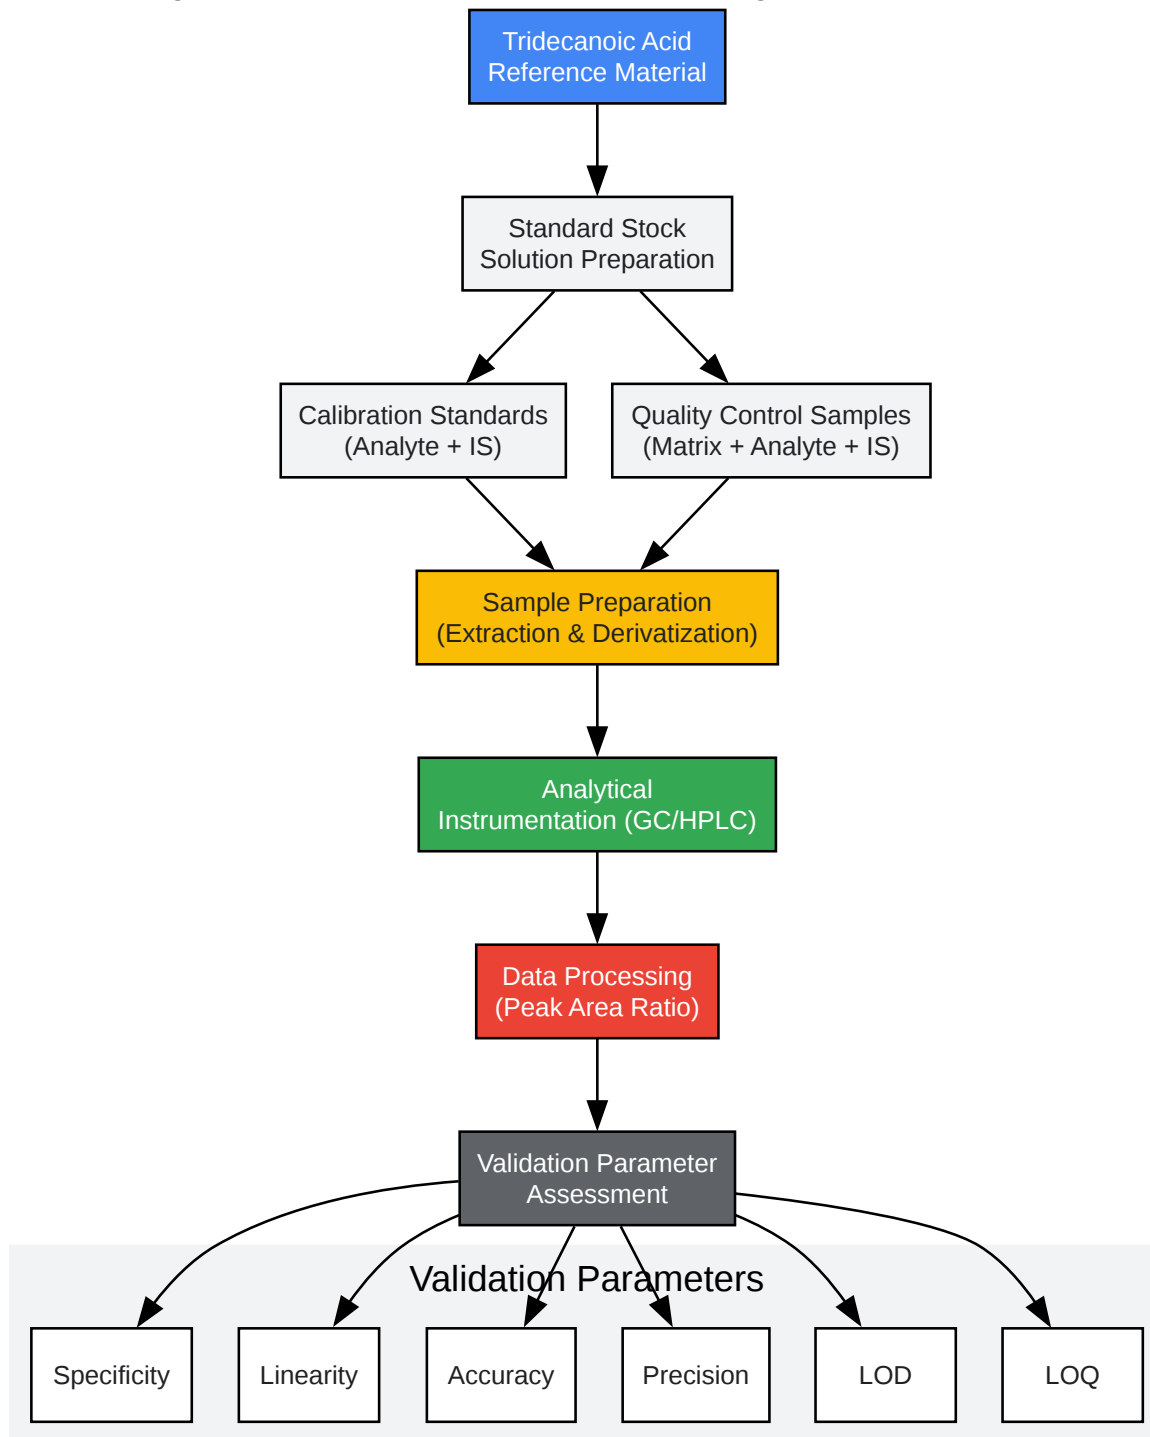 Tridecanoic Acid
Reference Material
Standard Stock
Solution Preparation
Calibration Standards
(Analyte + IS)
Quality Control Samples
(Matrix + Analyte + IS)
Sample Preparation
(Extraction & Derivatization)
Analytical
Instrumentation (GC/HPLC)
Data Processing
(Peak Area Ratio)
Validation Parameter
Assessment
Validation Parameters
Specificity
Linearity
Accuracy
Precision
LOD
LOQ